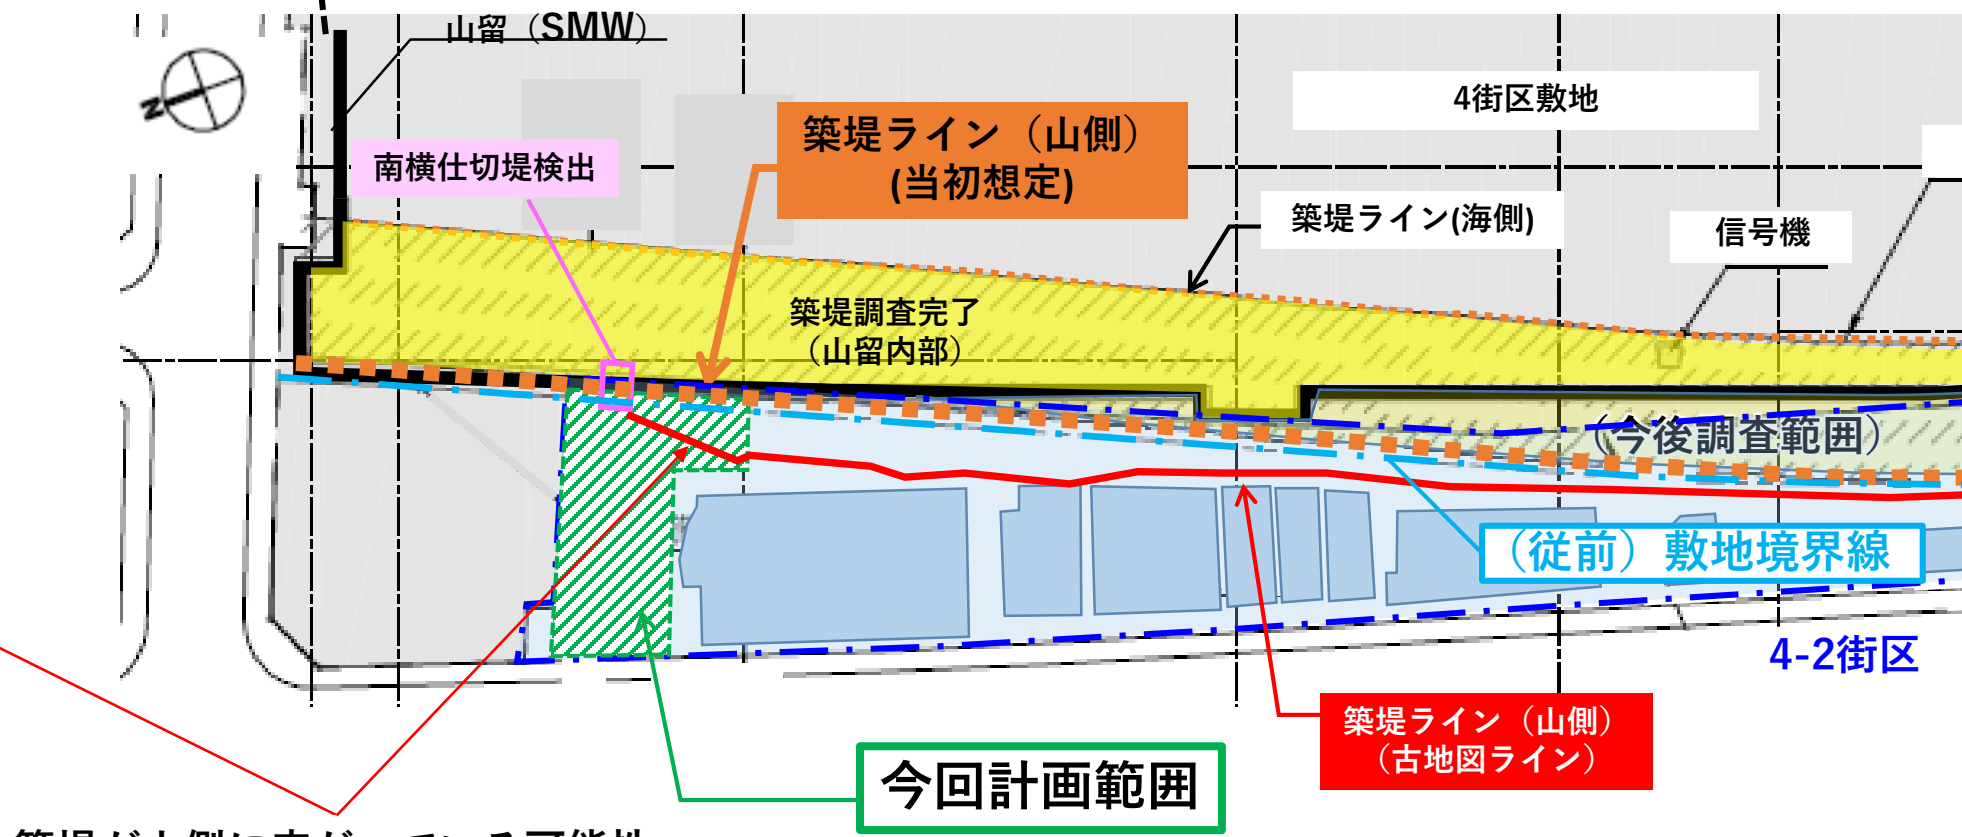 山留（SMW）
N
4街区敷地
築堤ライン（山側）
(当初想定)
南横仕切堤検出
築堤ライン(海側)
信号機
築堤調査完了
（山留内部）
（今後調査範囲）
（従前）敷地境界線
4-2街区
築堤ライン（山側）
（古地図ライン）
今回計画範囲